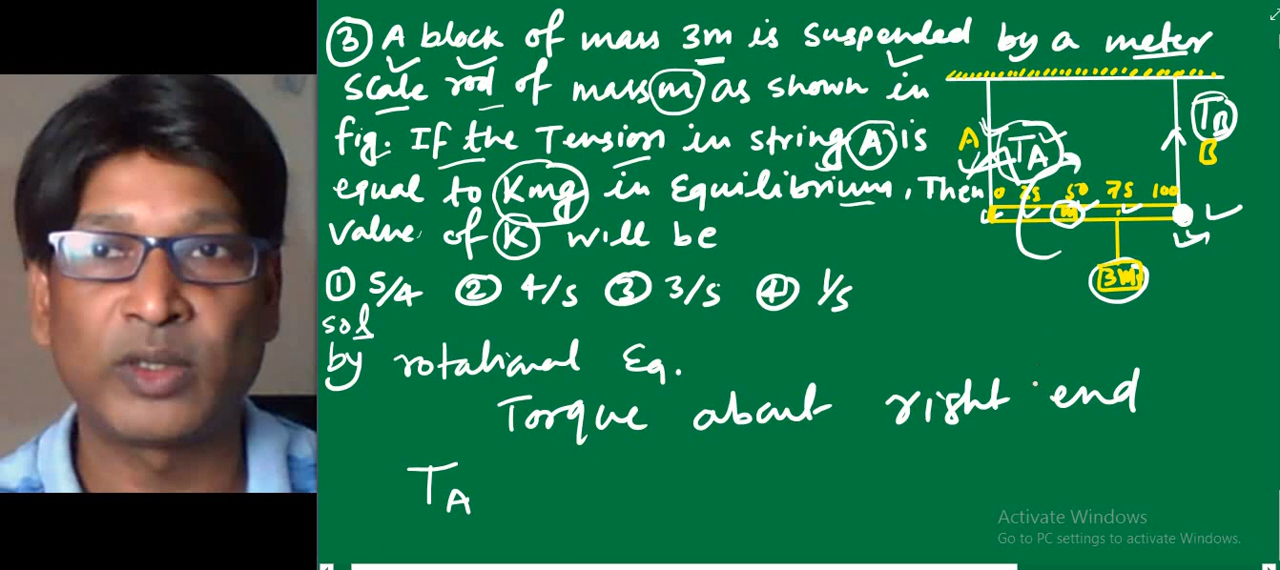 ③ A block of mass 3m is suspended by a meter
scale rod of mass m as shown in
fig. If the Tension in string A is
equal to Kmg in Equilibrium, Then
value of K will be
① 5/4 ② 4/5 ③ 3/5 ④ 1/5
sol
by rotational Eq.
Torque about right end
TA
A
TA
TB
B
0 25 50 75 100
3m
Activate Windows
Go to PC settings to activate Windows.